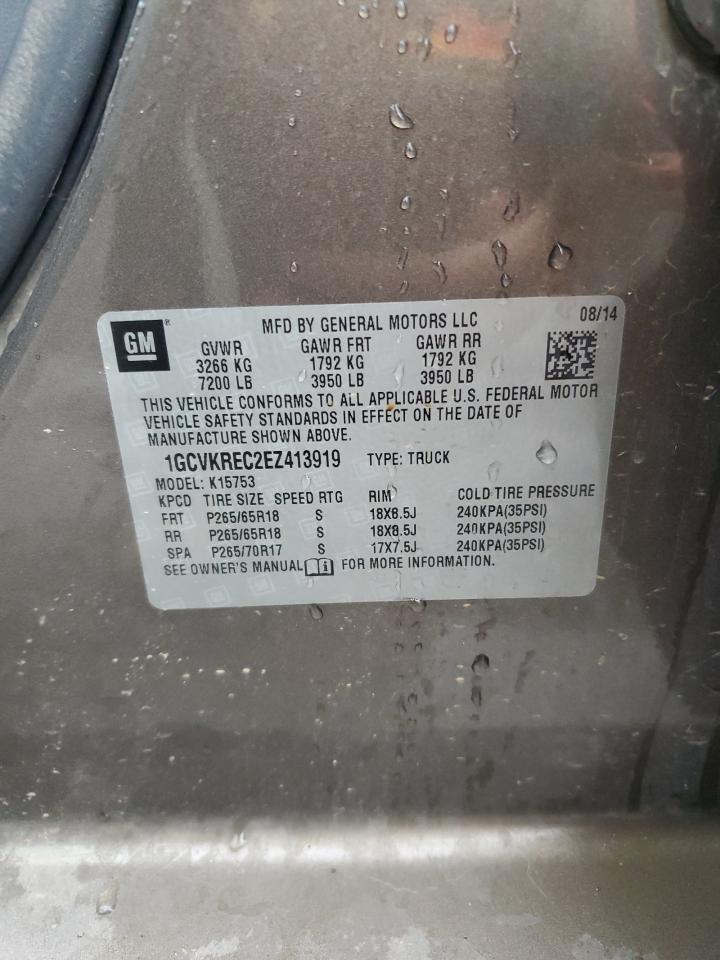 GM
MFD BY GENERAL MOTORS LLC 08/14
GVWR GAWR FRT GAWR RR
3266 KG 1792 KG 1792 KG
7200 LB 3950 LB 3950 LB
THIS VEHICLE CONFORMS TO ALL APPLICABLE U.S. FEDERAL MOTOR
VEHICLE SAFETY STANDARDS IN EFFECT ON THE DATE OF
MANUFACTURE SHOWN ABOVE.
1GCVKREC2EZ413919 TYPE: TRUCK
MODEL: K15753
KPCD TIRE SIZE SPEED RTG RIM COLD TIRE PRESSURE
FRT P265/65R18 S 18X8.5J 240KPA(35PSI)
RR P265/65R18 S 18X8.5J 240KPA(35PSI)
SPA P265/70R17 S 17X7.5J 240KPA(35PSI)
SEE OWNER'S MANUAL FOR MORE INFORMATION.